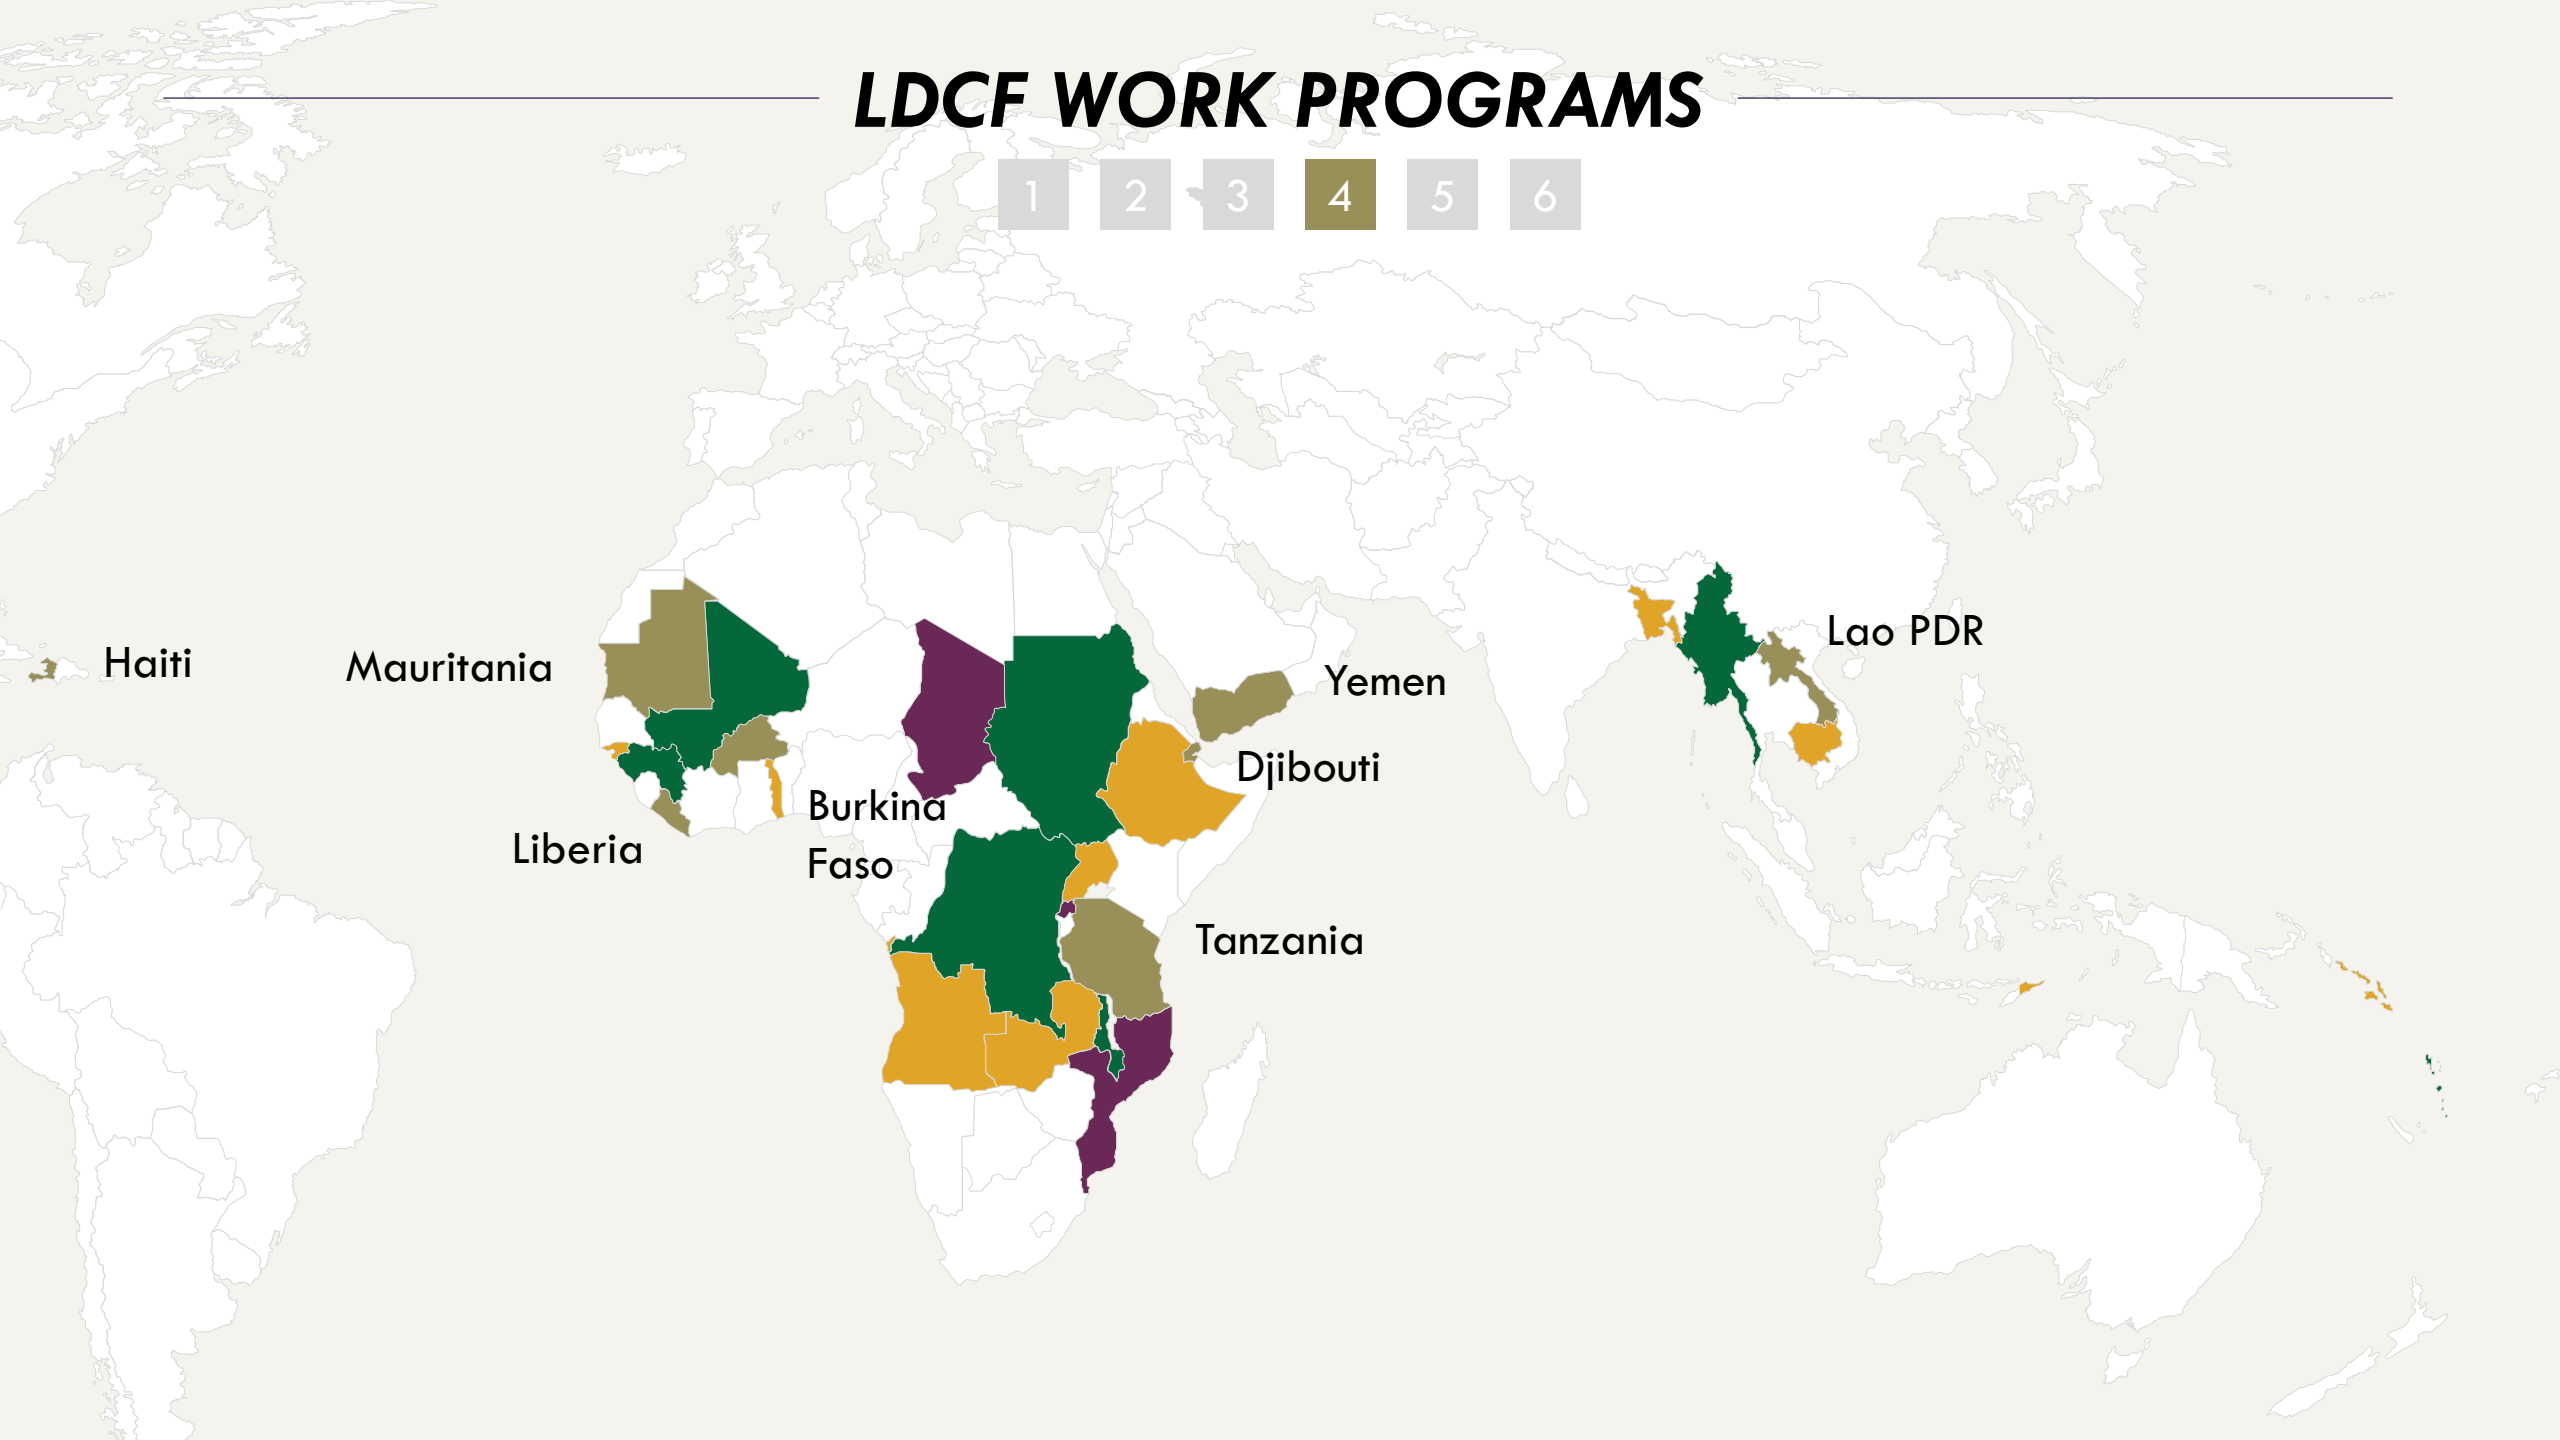 LDCF WORK PROGRAMS
1 2 3 4 5 6
Lao PDR
Haiti
Mauritania
Yemen
Djibouti
Burkina
Faso
Liberia
Tanzania